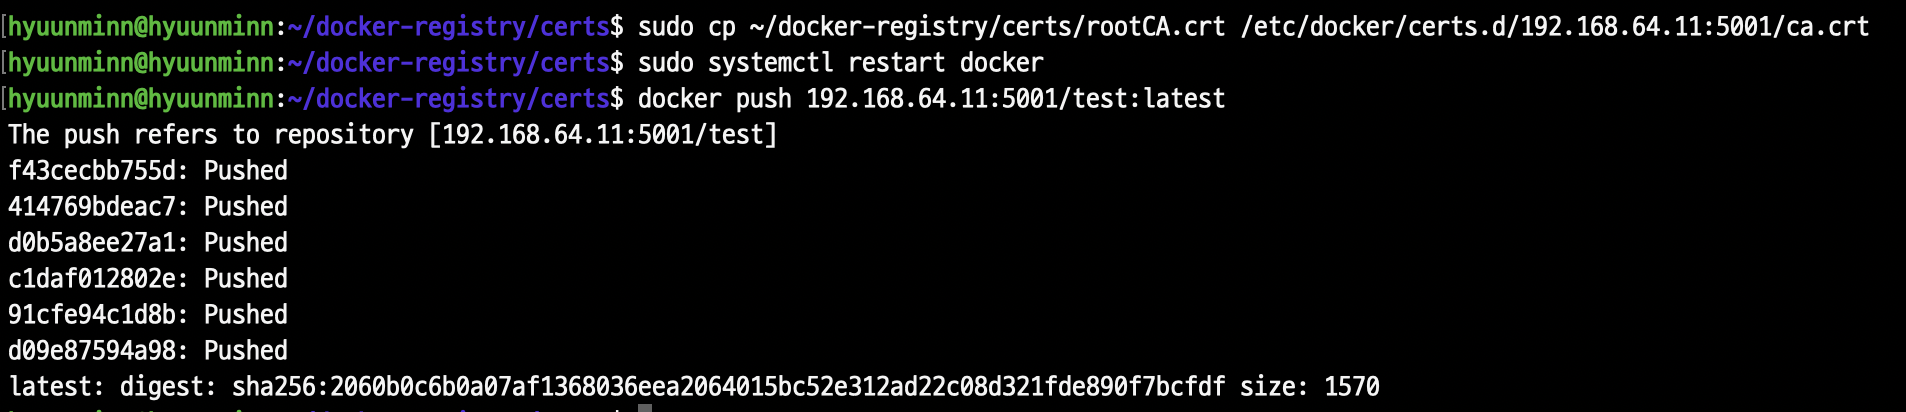 [hyuunminn@hyuunminn:~/docker-registry/certs$ sudo cp ~/docker-registry/certs/rootCA.crt /etc/docker/certs.d/192.168.64.11:5001/ca.crt
[hyuunminn@hyuunminn:~/docker-registry/certs$ sudo systemctl restart docker
[hyuunminn@hyuunminn:~/docker-registry/certs$ docker push 192.168.64.11:5001/test:latest
The push refers to repository [192.168.64.11:5001/test]
f43cecbb755d: Pushed
414769bdeac7: Pushed
d0b5a8ee27a1: Pushed
c1daf012802e: Pushed
91cfe94c1d8b: Pushed
d09e87594a98: Pushed
latest: digest: sha256:2060b0c6b0a07af1368036eea2064015bc52e312ad22c08d321fde890f7bcfdf size: 1570